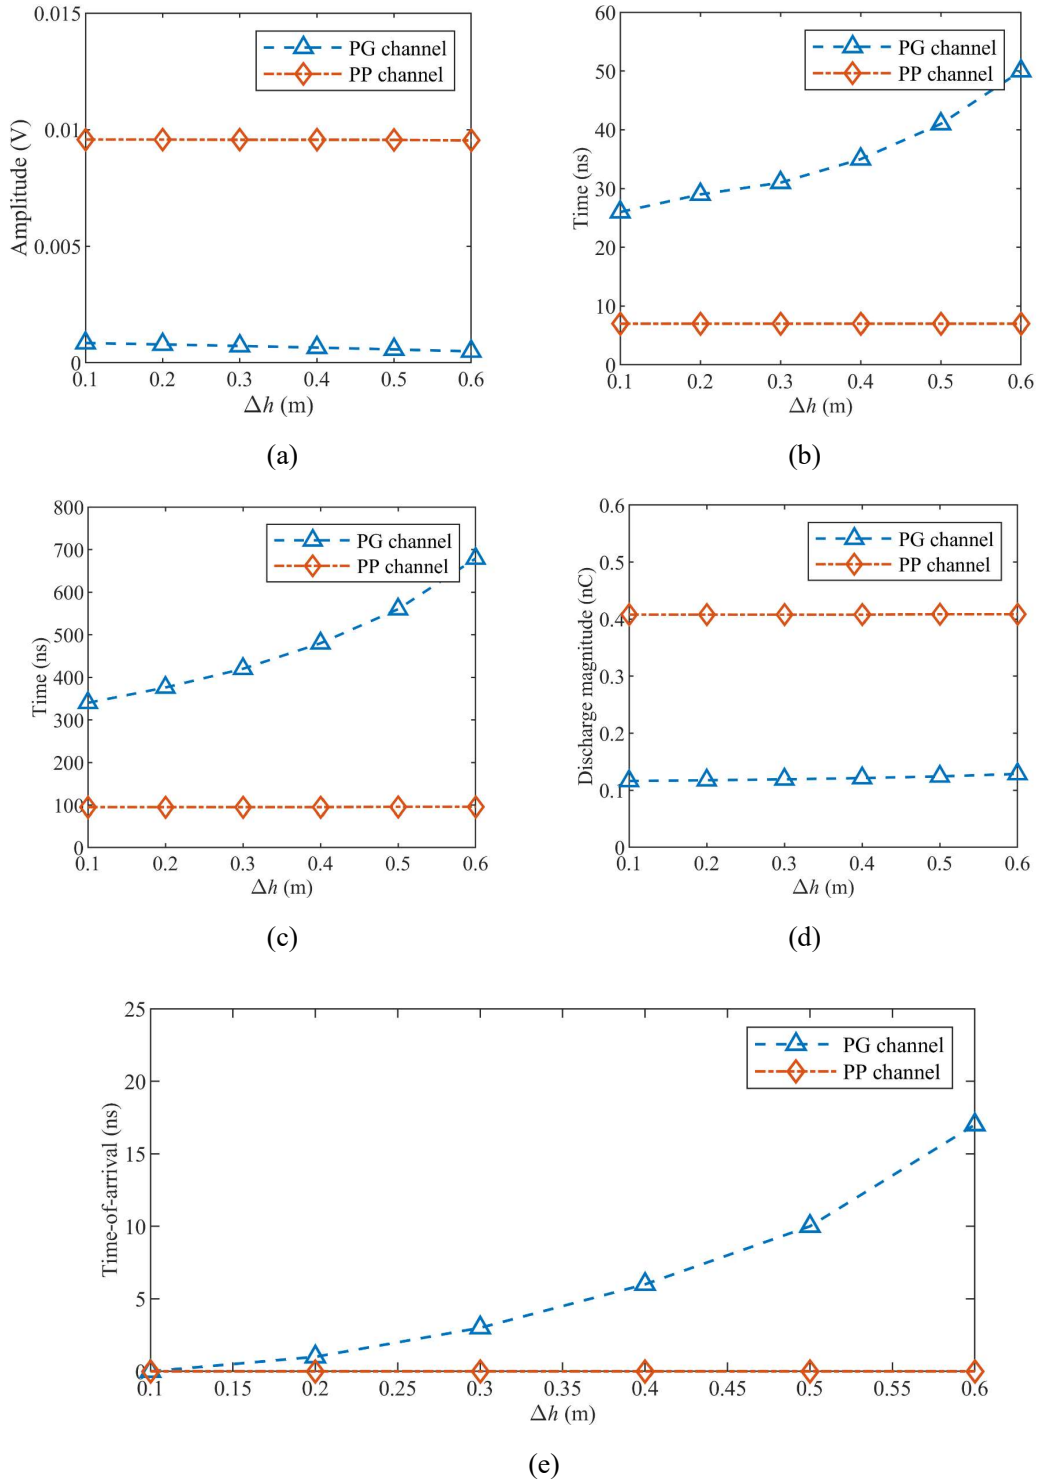 0.015
0.01
0.005
0
Amplitude (V)
PG channel
PP channel
0.1 0.2 0.3 0.4 0.5 0.6
Δh (m)
(a)
60
50
40
30
20
10
0
Time (ns)
PG channel
PP channel
0.1 0.2 0.3 0.4 0.5 0.6
Δh (m)
(b)
800
700
600
500
400
300
200
100
0
Time (ns)
PG channel
PP channel
0.1 0.2 0.3 0.4 0.5 0.6
Δh (m)
(c)
0.6
0.5
0.4
0.3
0.2
0.1
0
Discharge magnitude (nC)
PG channel
PP channel
0.1 0.2 0.3 0.4 0.5 0.6
Δh (m)
(d)
25
20
15
10
5
0
Time-of-arrival (ns)
PG channel
PP channel
0.1 0.15 0.2 0.25 0.3 0.35 0.4 0.45 0.5 0.55 0.6
Δh (m)
(e)